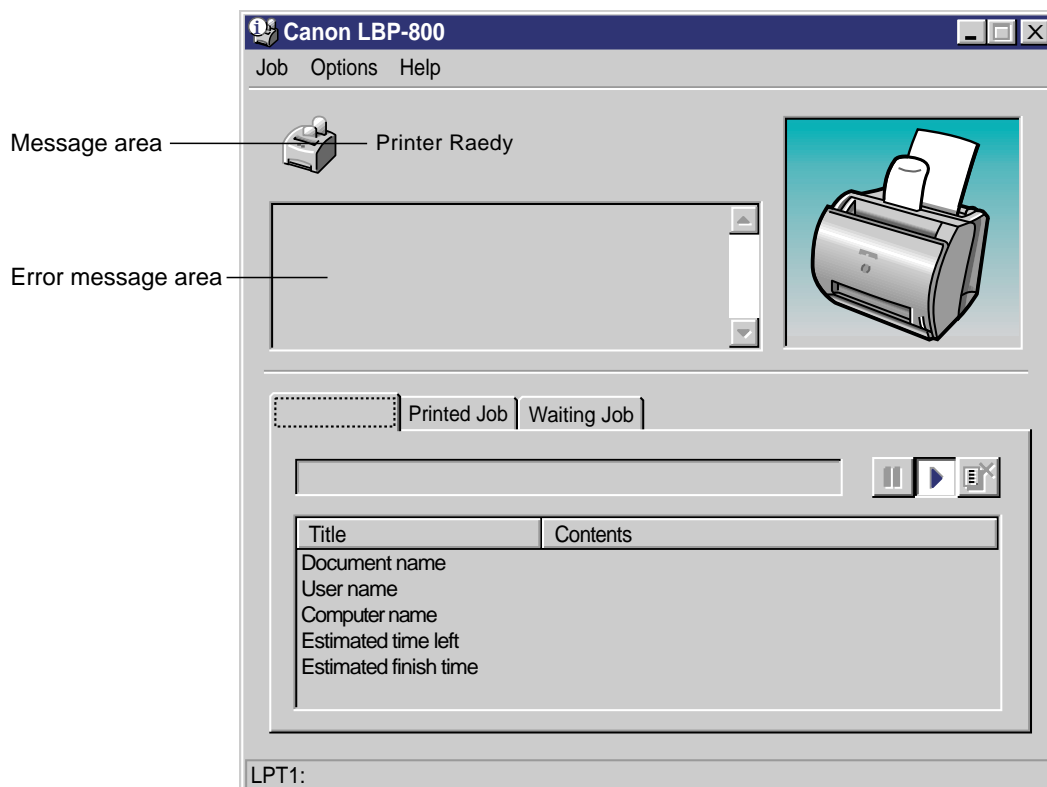 Canon LBP-800
Job Options Help
Message area
Printer Raedy
Error message area
Printed Job
Waiting Job
Title Contents
Document name
User name
Computer name
Estimated time left
Estimated finish time
LPT1: